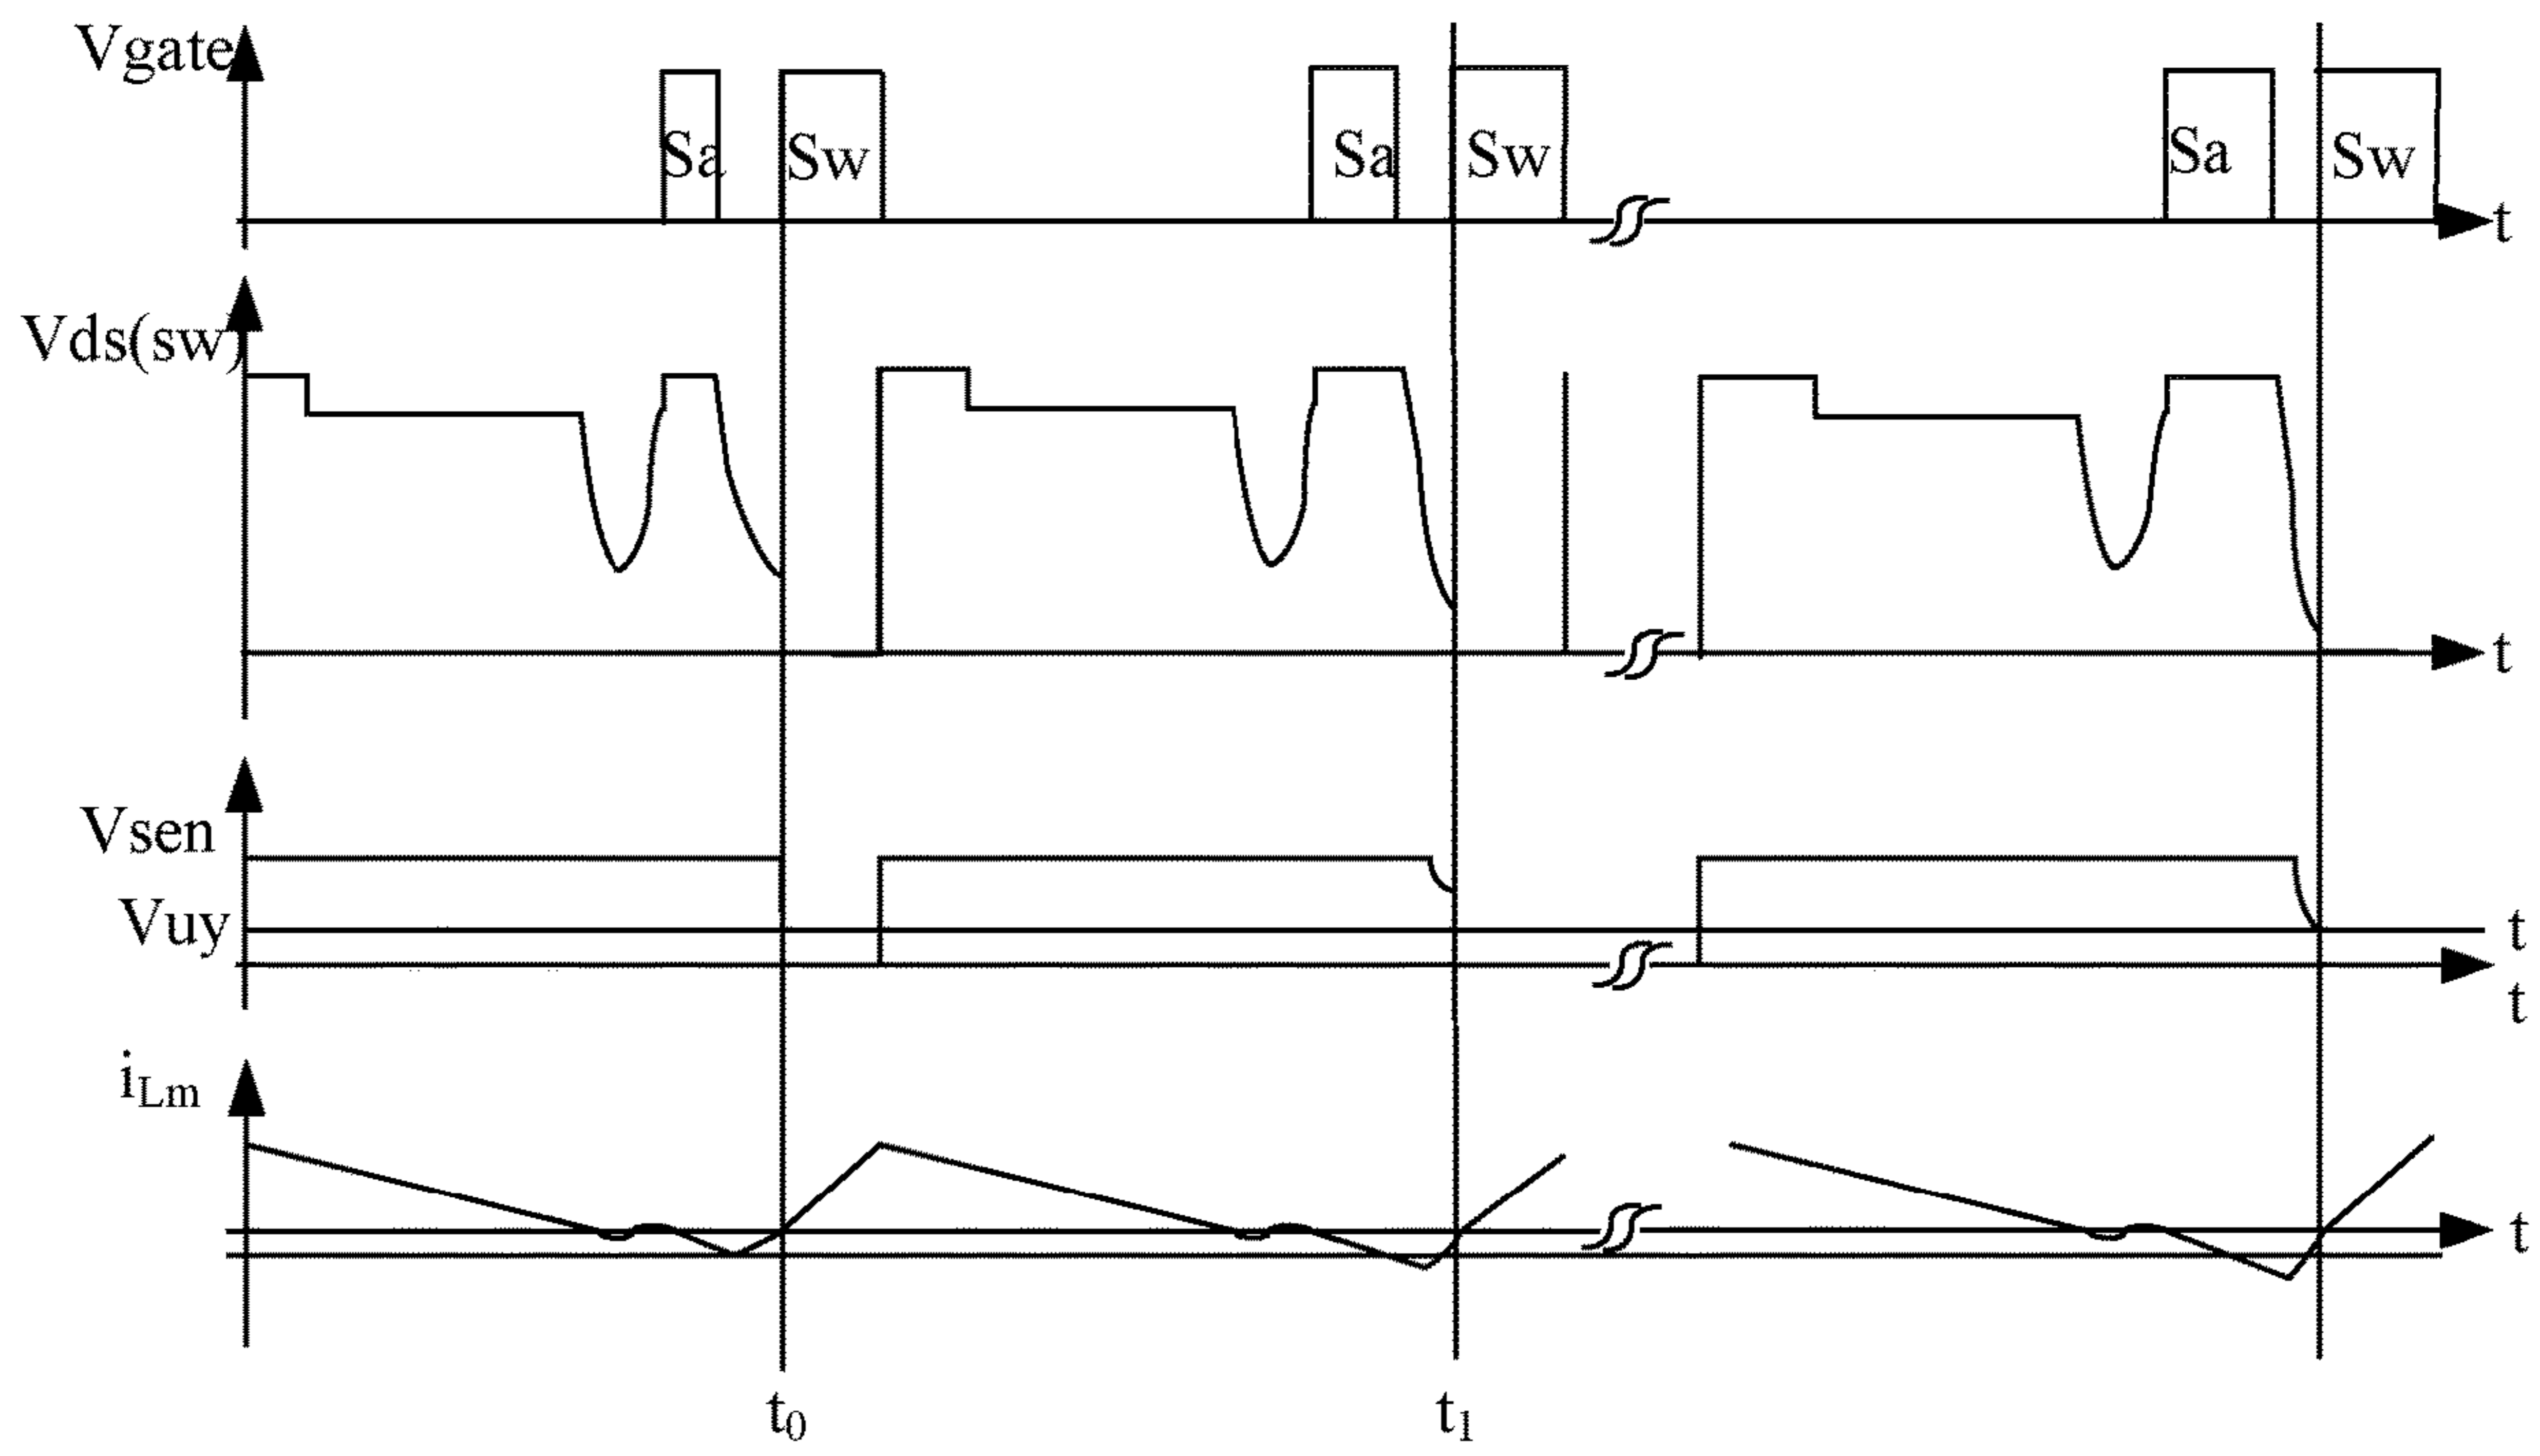 Vgate
Sa Sw Sa Sw Sa Sw
t
Vds(sw)
t
Vsen
Vuy
t
t
iLm
t
t0 t1